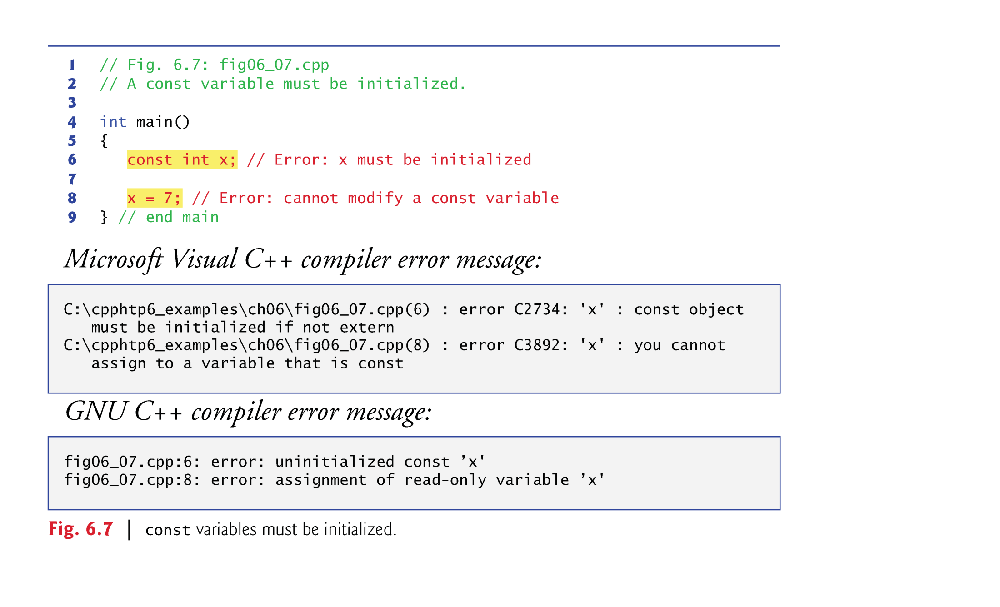 1 // Fig. 6.7: fig06_07.cpp
2 // A const variable must be initialized.
3
4 int main()
5 {
6 const int x; // Error: x must be initialized
7
8 x = 7; // Error: cannot modify a const variable
9 } // end main
Microsoft Visual C++ compiler error message:
C:\cpphtp6_examples\ch06\fig06_07.cpp(6) : error C2734: 'x' : const object
must be initialized if not extern
C:\cpphtp6_examples\ch06\fig06_07.cpp(8) : error C3892: 'x' : you cannot
assign to a variable that is const
GNU C++ compiler error message:
fig06_07.cpp:6: error: uninitialized const ’x'
fig06_07.cpp:8: error: assignment of read-only variable ’x'
Fig. 6.7 | const variables must be initialized.